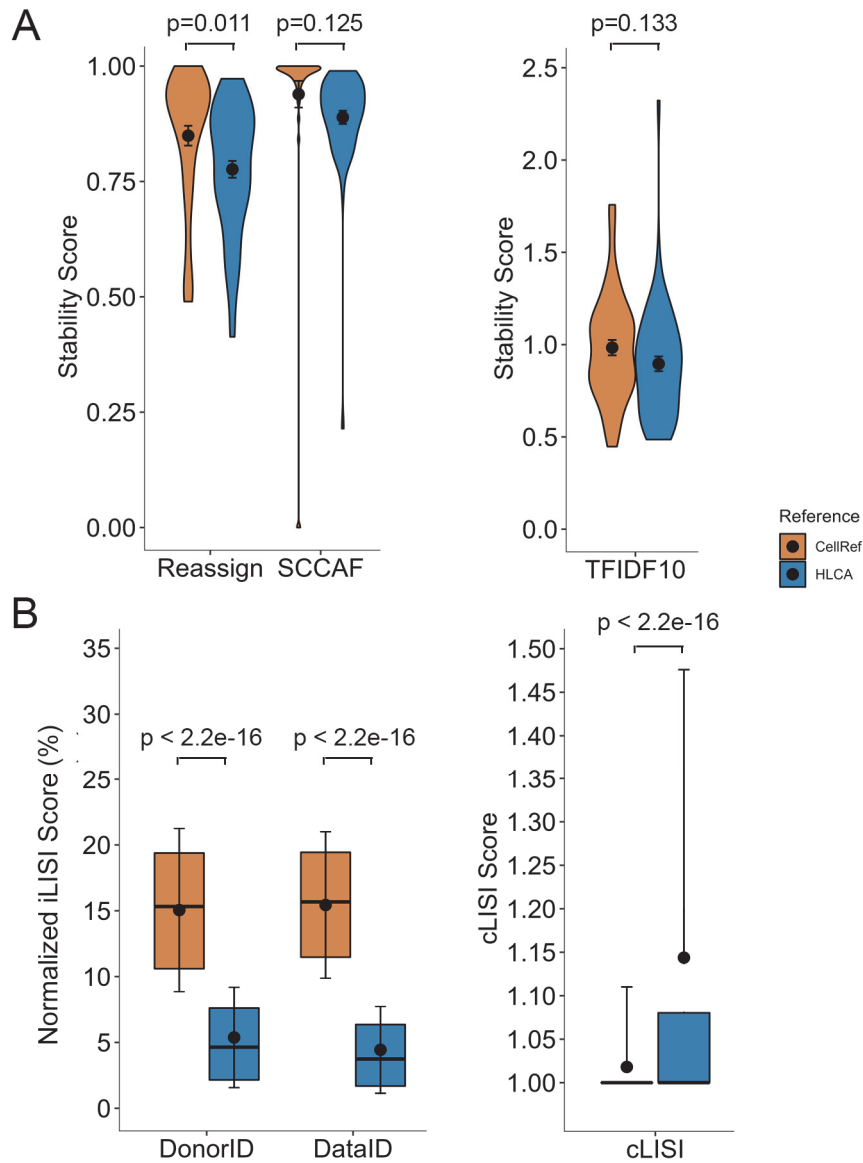 A
p=0.011 p=0.125
p=0.133
Stability Score
1.00
0.75
0.50
0.25
0.00
Reassign SCCAF
Stability Score
2.5
2.0
1.5
1.0
0.5
0.0
TFIDF10
Reference
CellRef
HLCA
B
Normalized iLISI Score (%)
35
30
25
20
15
10
5
0
p < 2.2e-16 p < 2.2e-16
DonorID DataID
p < 2.2e-16
cLISI Score
1.50
1.45
1.40
1.35
1.30
1.25
1.20
1.15
1.10
1.05
1.00
cLISI